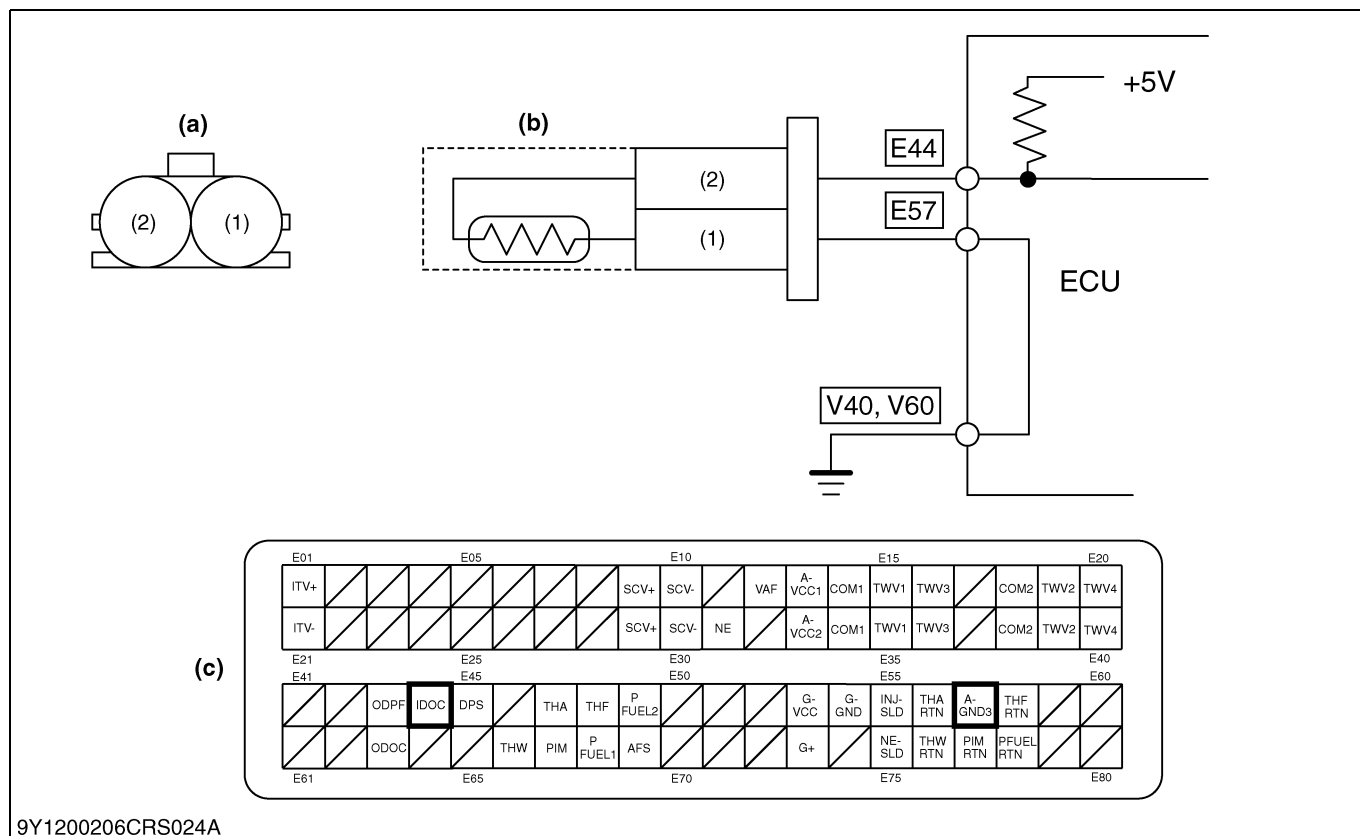 (a)
(b)
+5V
E44
(2)
(2) (1)
E57
(1)
ECU
V40, V60
(c)
E01 E05 E10 E15 E20
ITV+ SCV+ SCV- VAF A-VCC1 COM1 TWV1 TWV3 COM2 TWV2 TWV4
ITV- SCV+ SCV- NE A-VCC2 COM1 TWV1 TWV3 COM2 TWV2 TWV4
E21 E25 E30 E35 E40
E41 E45 E50 E55 E60
ODPF IDOC DPS THA THF P FUEL2 G-VCC G-GND INJ-SLD THA RTN A-GND3 THF RTN
ODOC THW PIM P FUEL1 AFS G+ NE-SLD THW RTN PIM RTN PFUEL RTN
E61 E65 E70 E75 E80
9Y1200206CRS024A